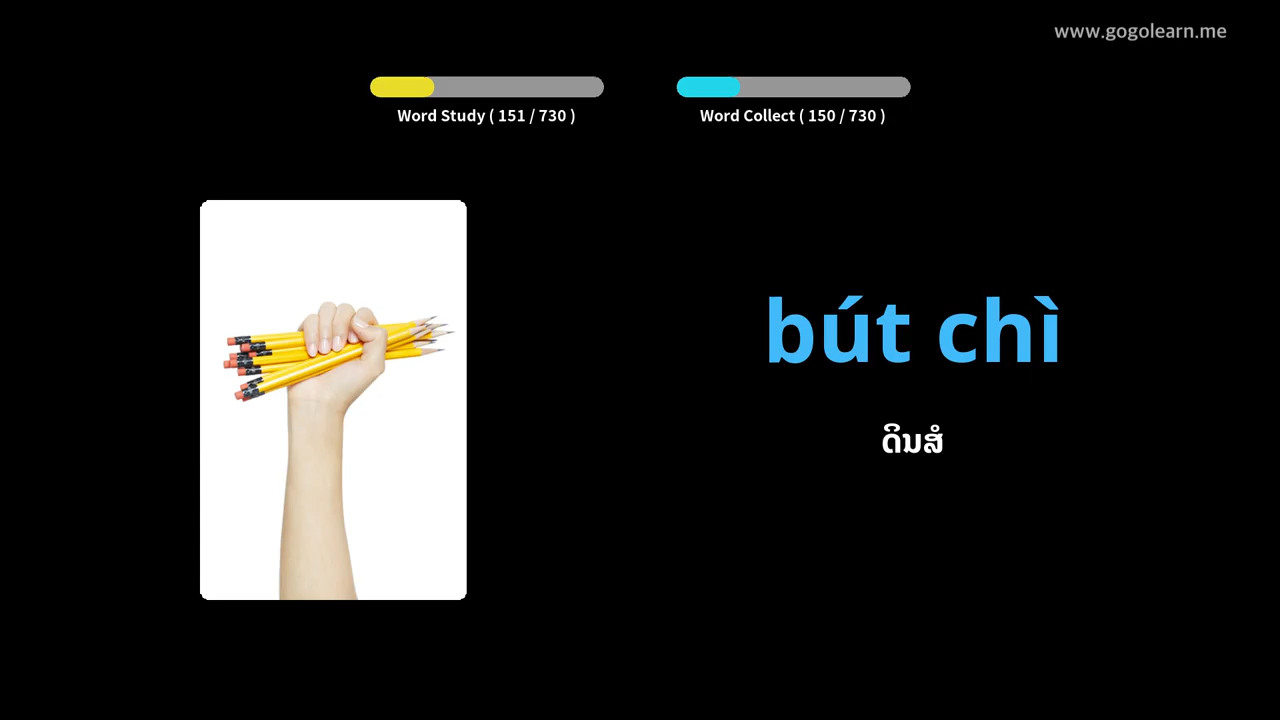 www.gogolearn.me
Word Study ( 151 / 730 )
Word Collect ( 150 / 730 )
bút chì
ດິນສໍ